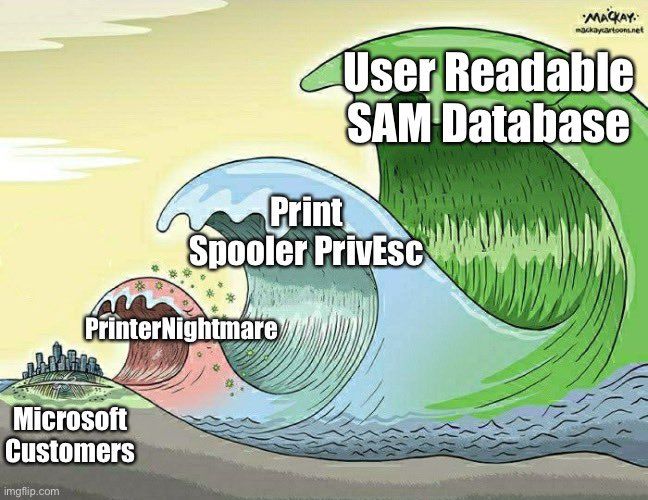 MACKAY
mackaycartoons.net
User Readable
SAM Database
Print
Spooler PrivEsc
PrinterNightmare
Microsoft
Customers
imgflip.com